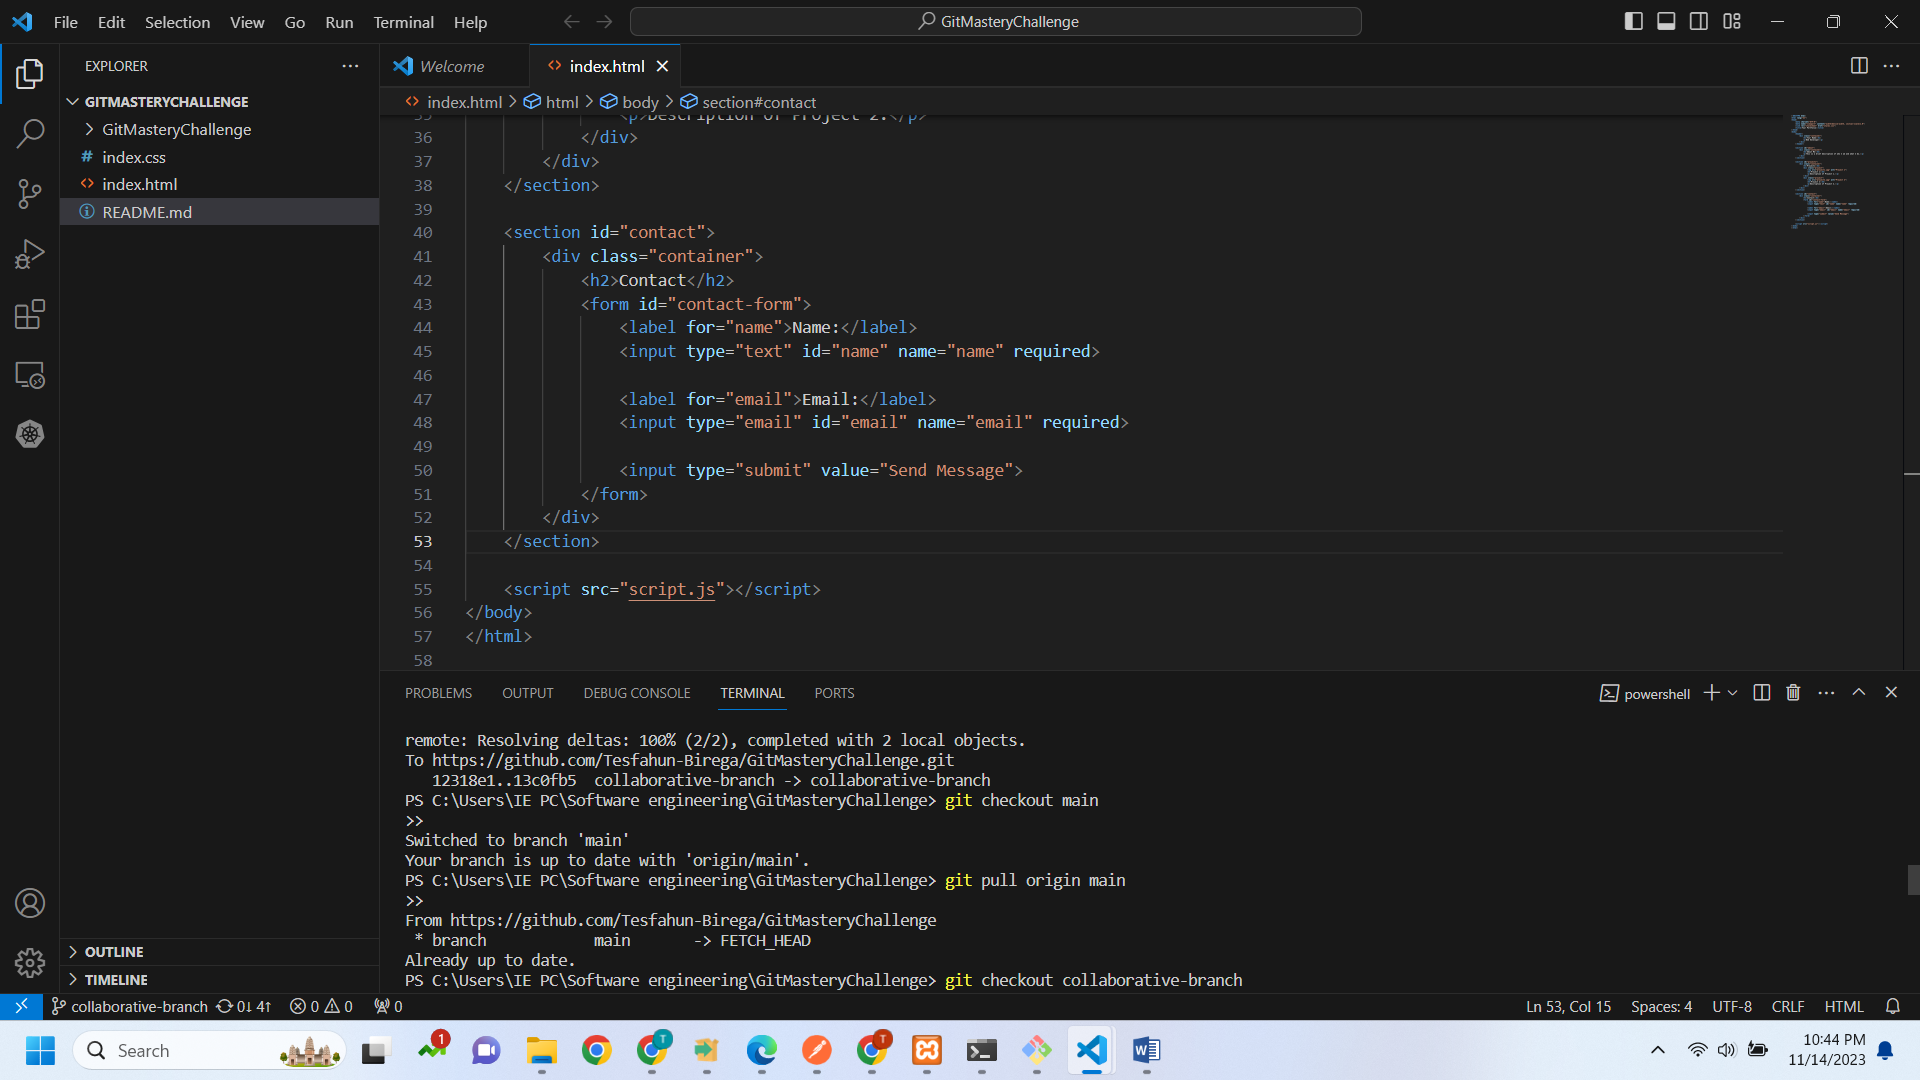 File Edit Selection View Go Run Terminal Help
GitMasteryChallenge
EXPLORER
GITMASTERYCHALLENGE
GitMasteryChallenge
# index.css
<> index.html
README.md
OUTLINE
TIMELINE
Welcome
<> index.html
<> index.html > html > body > section#contact
35 <p>Description of Project 2.</p>
36 </div>
37 </div>
38 </section>
39
40 <section id="contact">
41 <div class="container">
42 <h2>Contact</h2>
43 <form id="contact-form">
44 <label for="name">Name:</label>
45 <input type="text" id="name" name="name" required>
46
47 <label for="email">Email:</label>
48 <input type="email" id="email" name="email" required>
49
50 <input type="submit" value="Send Message">
51 </form>
52 </div>
53 </section>
54
55 <script src="script.js"></script>
56 </body>
57 </html>
58
PROBLEMS OUTPUT DEBUG CONSOLE TERMINAL PORTS
powershell
remote: Resolving deltas: 100% (2/2), completed with 2 local objects.
To https://github.com/Tesfahun-Birega/GitMasteryChallenge.git
12318e1..13c0fb5 collaborative-branch -> collaborative-branch
PS C:\Users\IE PC\Software engineering\GitMasteryChallenge> git checkout main
>>
Switched to branch 'main'
Your branch is up to date with 'origin/main'.
PS C:\Users\IE PC\Software engineering\GitMasteryChallenge> git pull origin main
>>
From https://github.com/Tesfahun-Birega/GitMasteryChallenge
* branch main -> FETCH_HEAD
Already up to date.
PS C:\Users\IE PC\Software engineering\GitMasteryChallenge> git checkout collaborative-branch
collaborative-branch 0↓ 4↑ 0 0 0
Ln 53, Col 15 Spaces: 4 UTF-8 CRLF HTML
Search
1
T
T
10:44 PM
11/14/2023